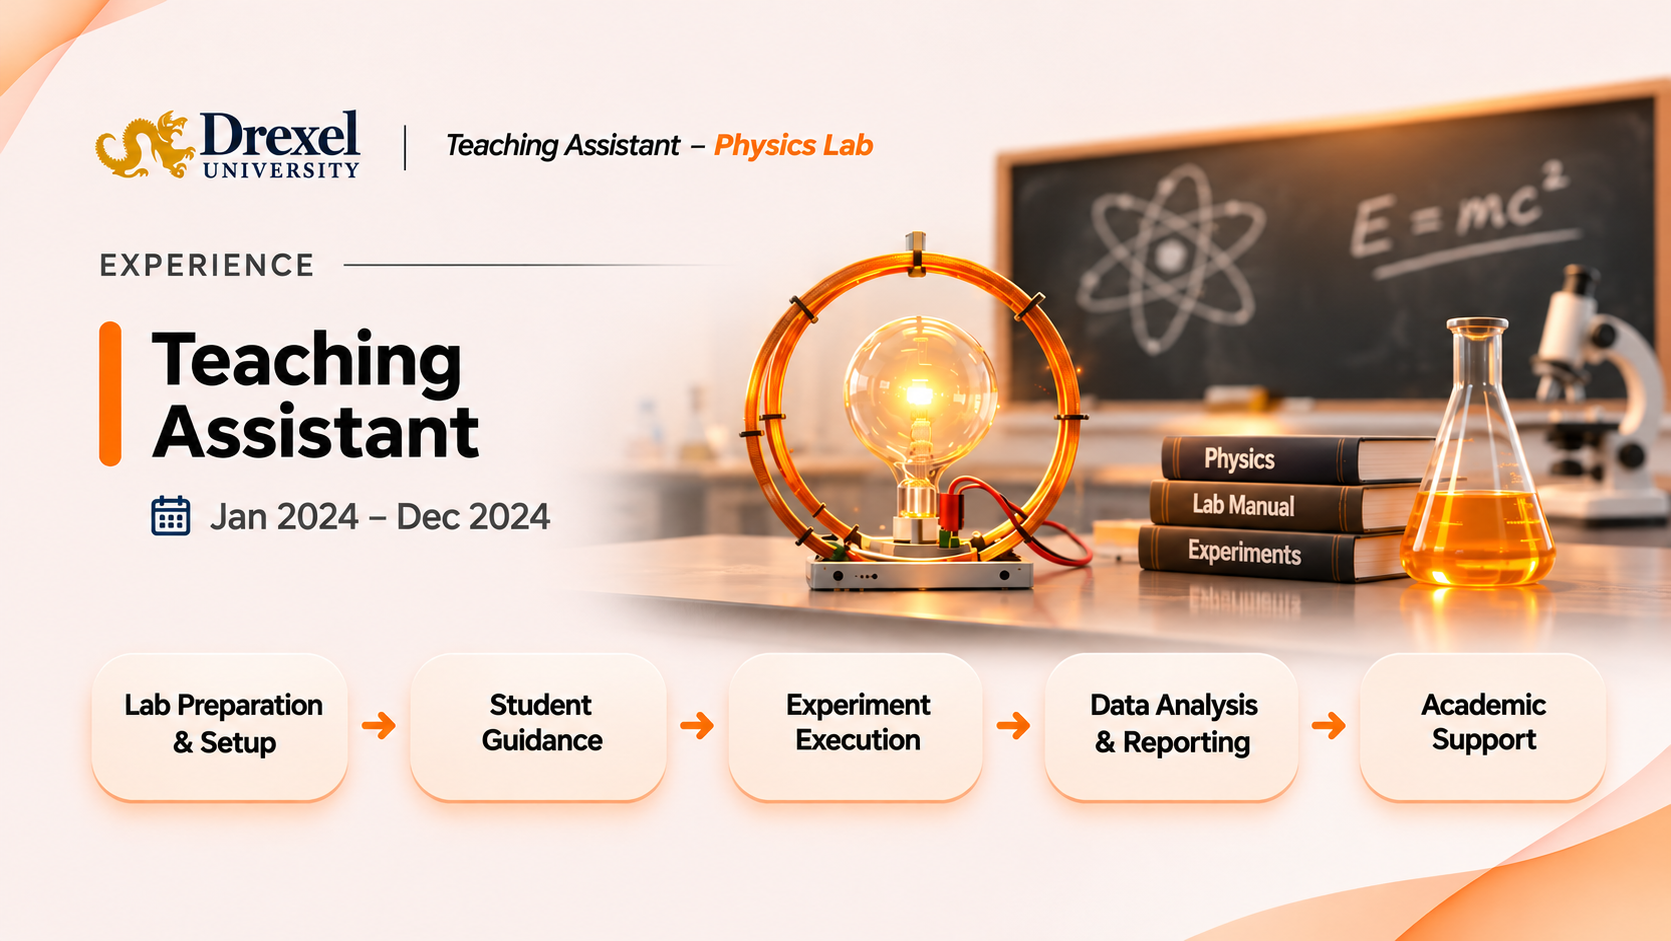 Drexel
UNIVERSITY
Teaching Assistant – Physics Lab
EXPERIENCE
Teaching
Assistant
Jan 2024 – Dec 2024
E = mc²
Physics
Lab Manual
Experiments
Lab Preparation
& Setup
Student
Guidance
Experiment
Execution
Data Analysis
& Reporting
Academic
Support